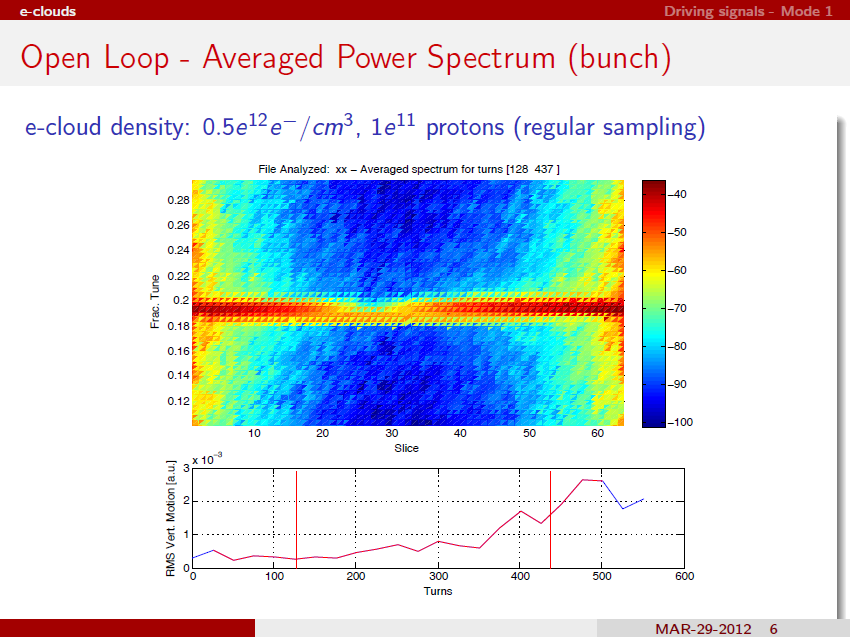 e-clouds
Driving signals - Mode 1
Open Loop - Averaged Power Spectrum (bunch)
e-cloud density: 0.5e¹²e⁻/cm³, 1e¹¹ protons (regular sampling)
File Analyzed: xx – Averaged spectrum for turns [128 437 ]
Frac. Tune
0.28
0.26
0.24
0.22
0.2
0.18
0.16
0.14
0.12
10 20 30 40 50 60
Slice
–40
–50
–60
–70
–80
–90
–100
x 10⁻³
RMS Vert. Motion [a.u.]
3
2
1
0
0 100 200 300 400 500 600
Turns
MAR-29-2012 6